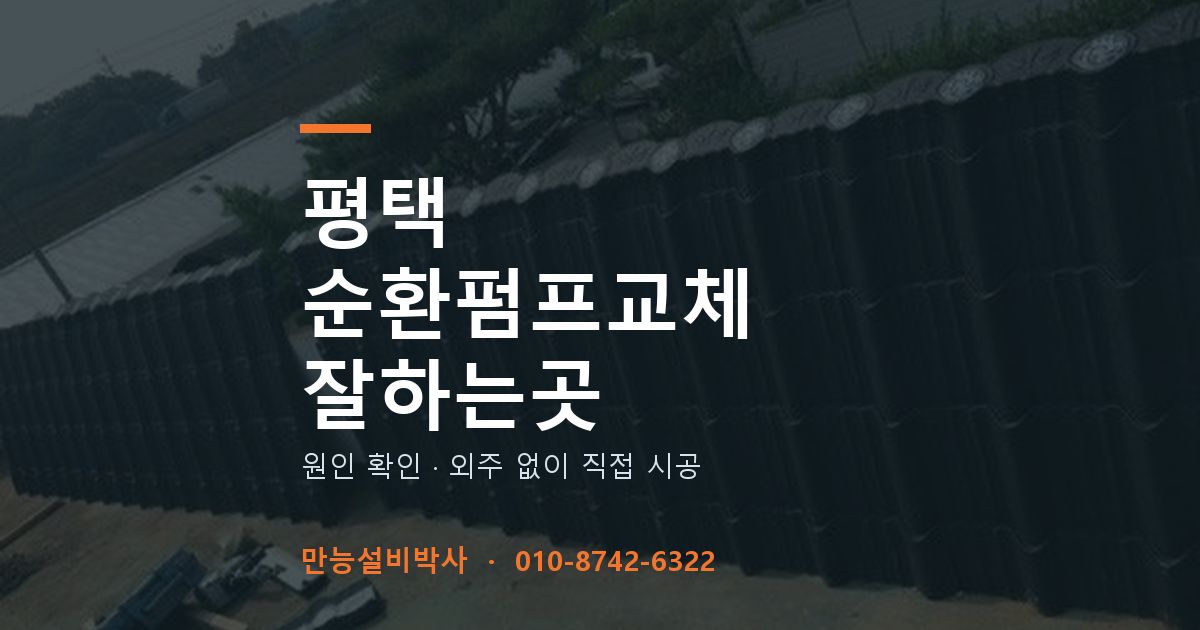 평택
순환펌프교체
잘하는곳
원인 확인 · 외주 없이 직접 시공
만능설비박사 · 010-8742-6322